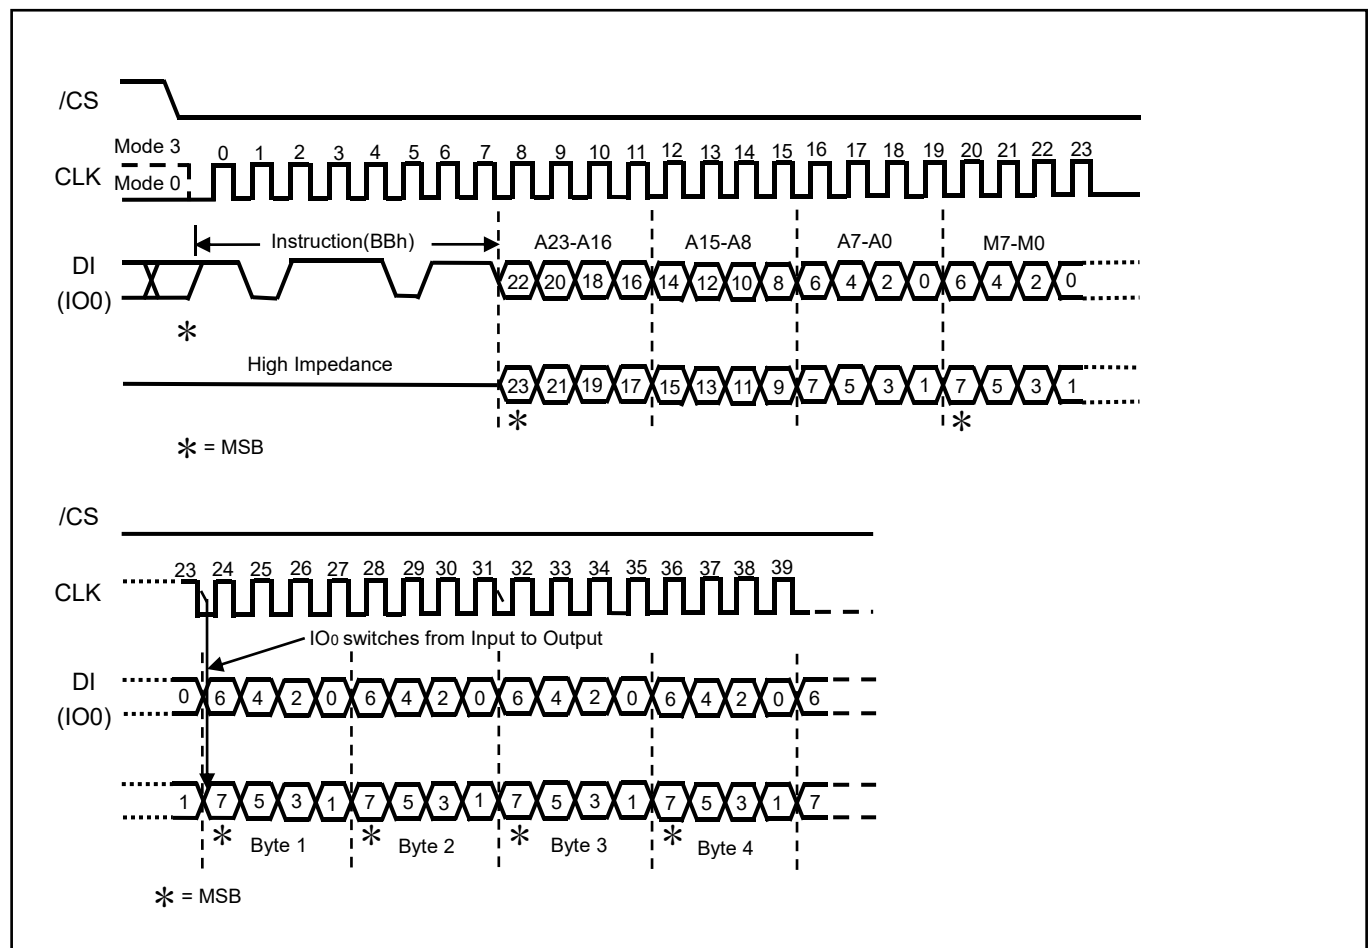 /CS
Mode 3
0 1 2 3 4 5 6 7 8 9 10 11 12 13 14 15 16 17 18 19 20 21 22 23
CLK
Mode 0
Instruction(BBh) A23-A16 A15-A8 A7-A0 M7-M0
DI
(IO0)
22 20 18 16 14 12 10 8 6 4 2 0 6 4 2 0
*
High Impedance
23 21 19 17 15 13 11 9 7 5 3 1 7 5 3 1
* *
* = MSB
/CS
23 24 25 26 27 28 29 30 31 32 33 34 35 36 37 38 39
CLK
IO0 switches from Input to Output
DI
(IO0)
0 6 4 2 0 6 4 2 0 6 4 2 0 6 4 2 0 6
1 7 5 3 1 7 5 3 1 7 5 3 1 7 5 3 1 7
* * * *
Byte 1 Byte 2 Byte 3 Byte 4
* = MSB